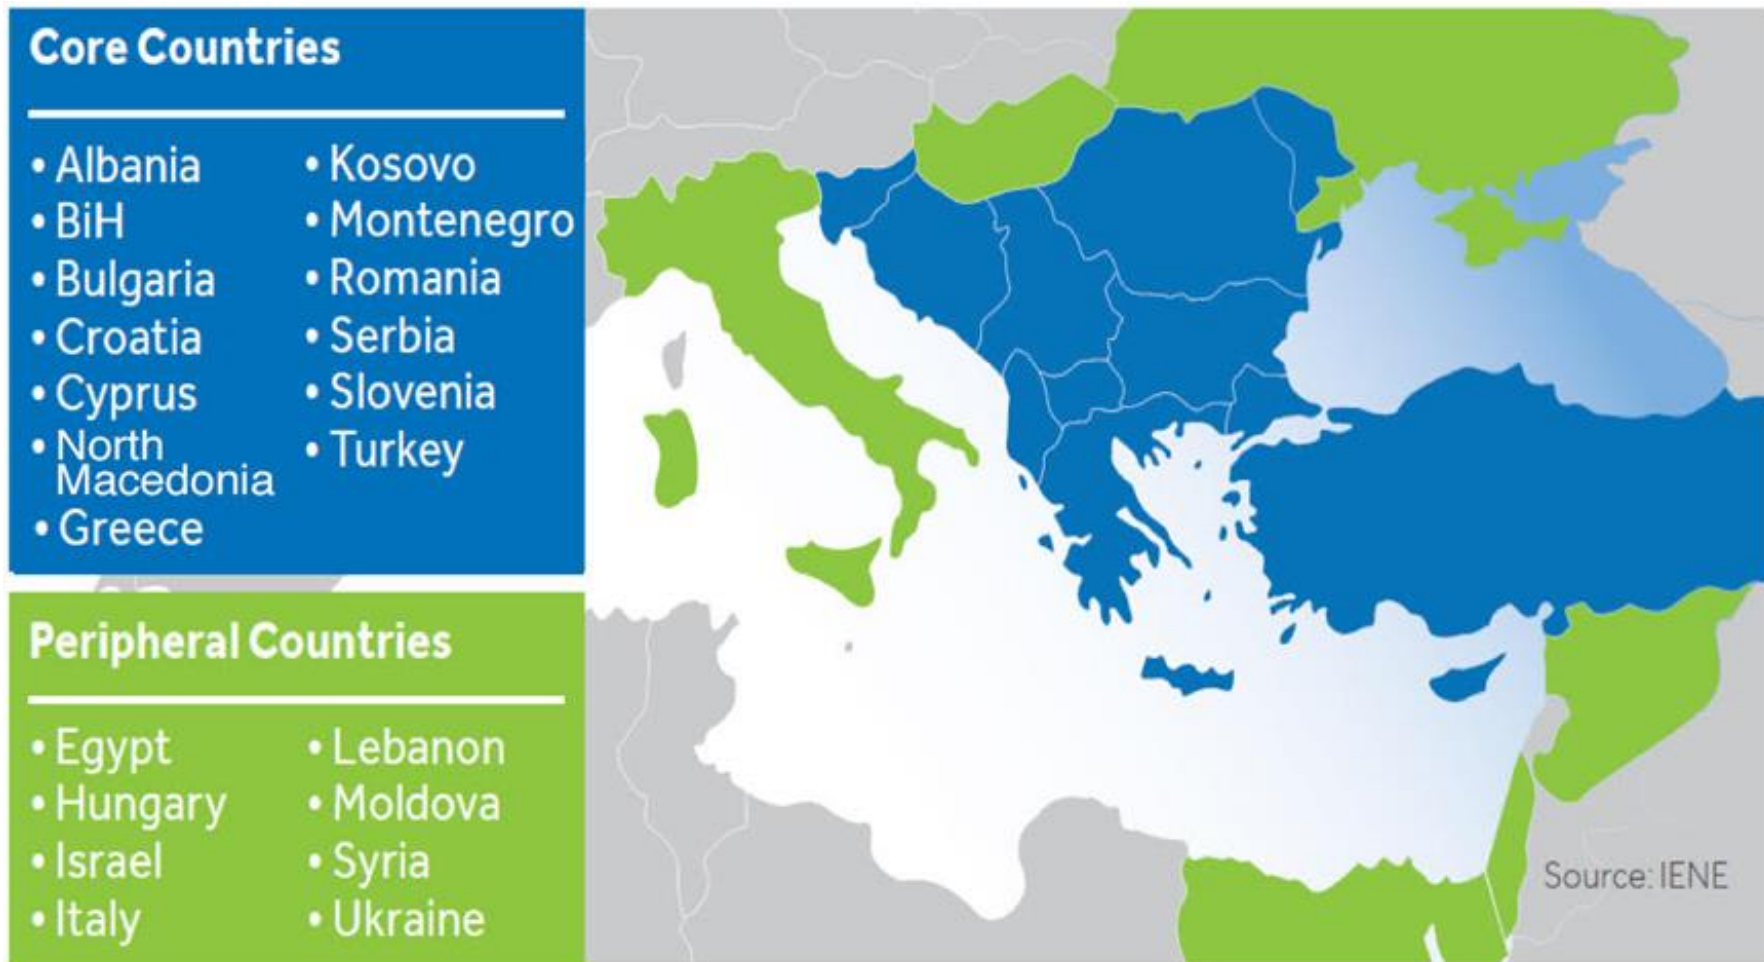 Core Countries
• Albania
• BiH
• Bulgaria
• Croatia
• Cyprus
• North
Macedonia
• Greece
• Kosovo
• Montenegro
• Romania
• Serbia
• Slovenia
• Turkey
Peripheral Countries
• Egypt
• Hungary
• Israel
• Italy
• Lebanon
• Moldova
• Syria
• Ukraine
Source: IENE